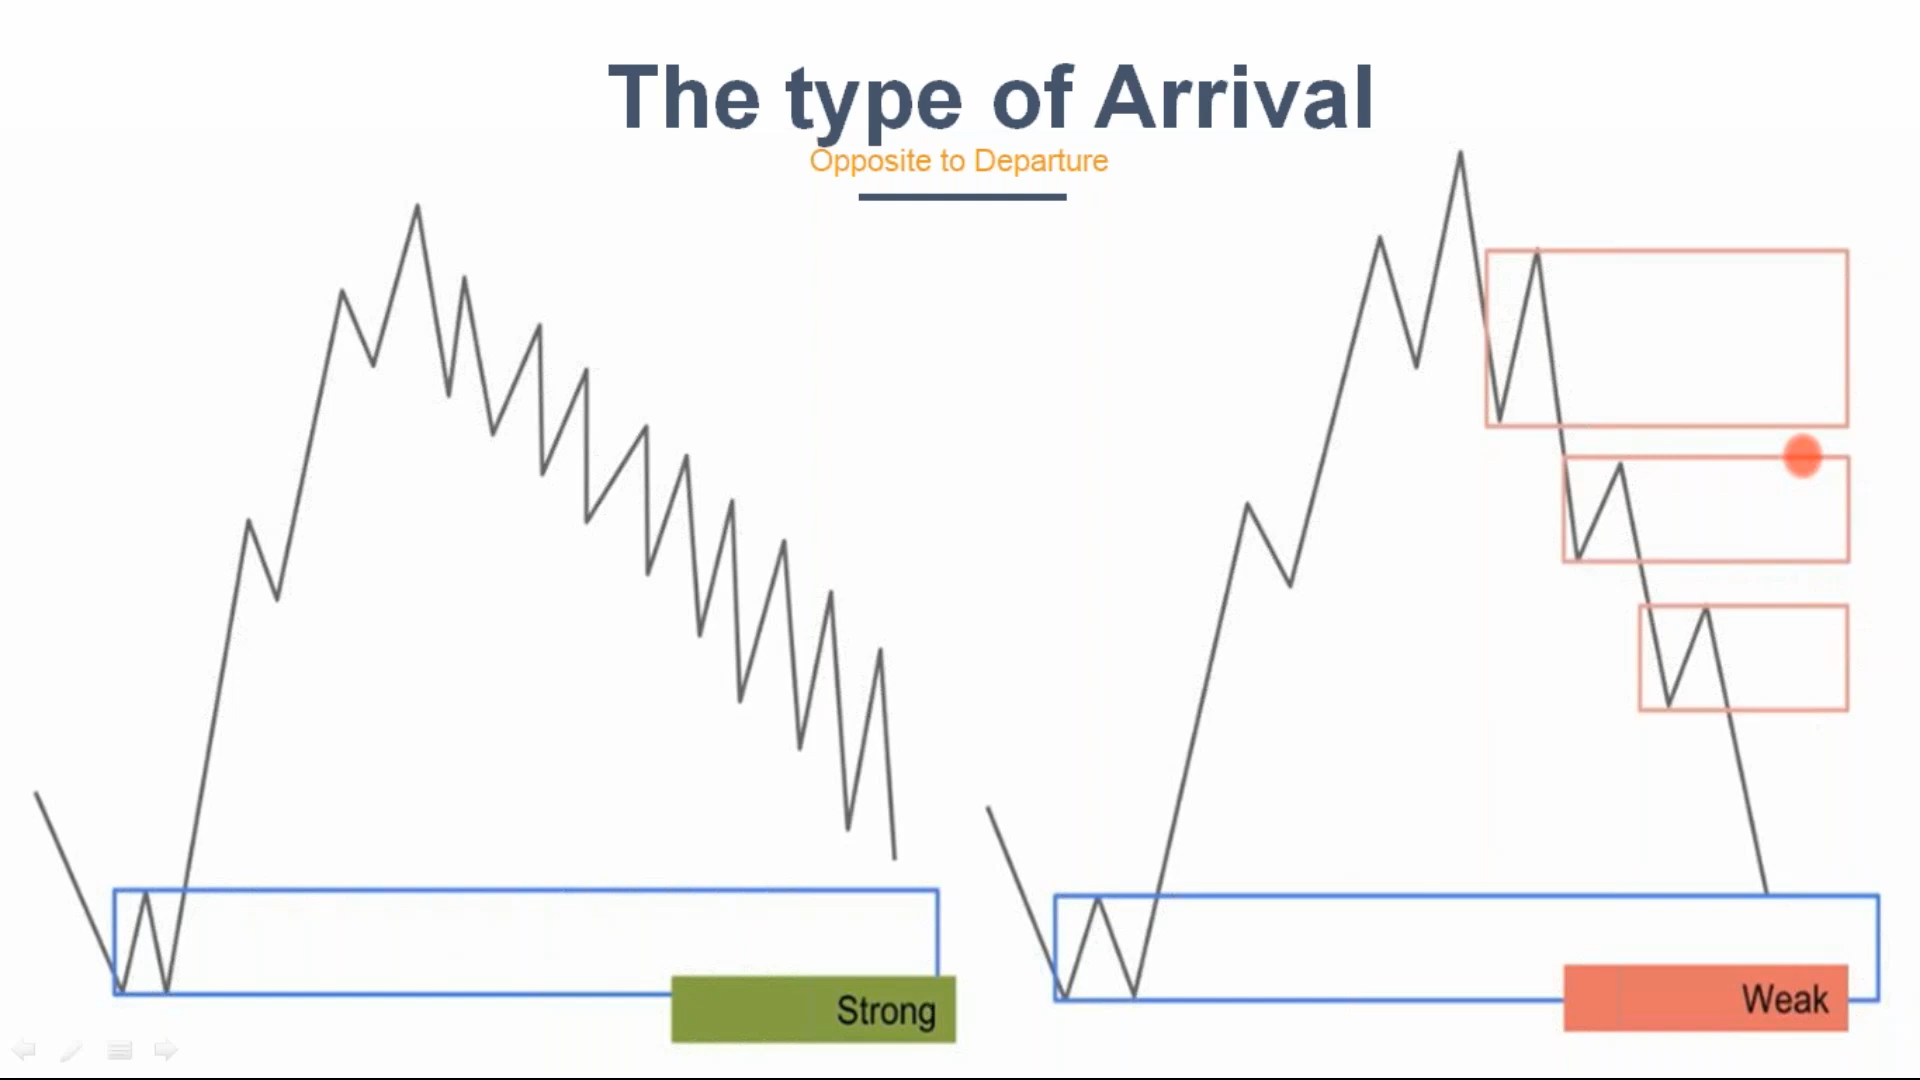 The type of Arrival
Opposite to Departure
Strong
Weak